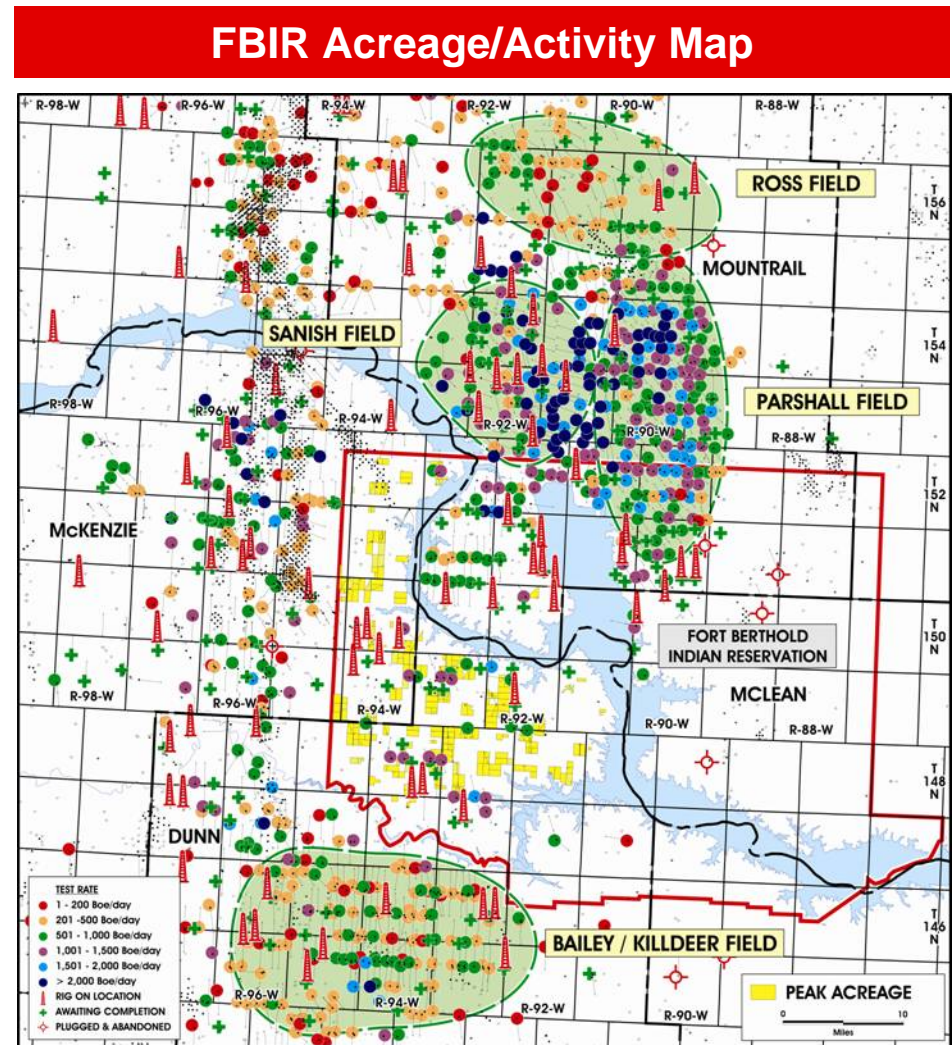 FBIR Acreage/Activity Map
R-98-W
R-96-W
R-94-W
R-92-W
R-90-W
R-88-W
ROSS FIELD
T
156
N
MOUNTRAIL
SANISH FIELD
T
154
N
R-98-W
R-96-W
R-94-W
R-92-W
PARSHALL FIELD
R-90-W
R-88-W
T
152
N
McKENZIE
FORT BERTHOLD
INDIAN RESERVATION
T
150
N
MCLEAN
R-98-W
R-96-W
R-94-W
R-92-W
R-90-W
R-88-W
T
148
N
DUNN
TEST RATE
1 - 200 Boe/day
201 -500 Boe/day
501 - 1,000 Boe/day
1,001 - 1,500 Boe/day
1,501 - 2,000 Boe/day
> 2,000 Boe/day
RIG ON LOCATION
AWAITING COMPLETION
PLUGGED & ABANDONED
T
146
N
BAILEY / KILLDEER FIELD
R-96-W
R-94-W
R-92-W
R-90-W
PEAK ACREAGE
0
10
Miles